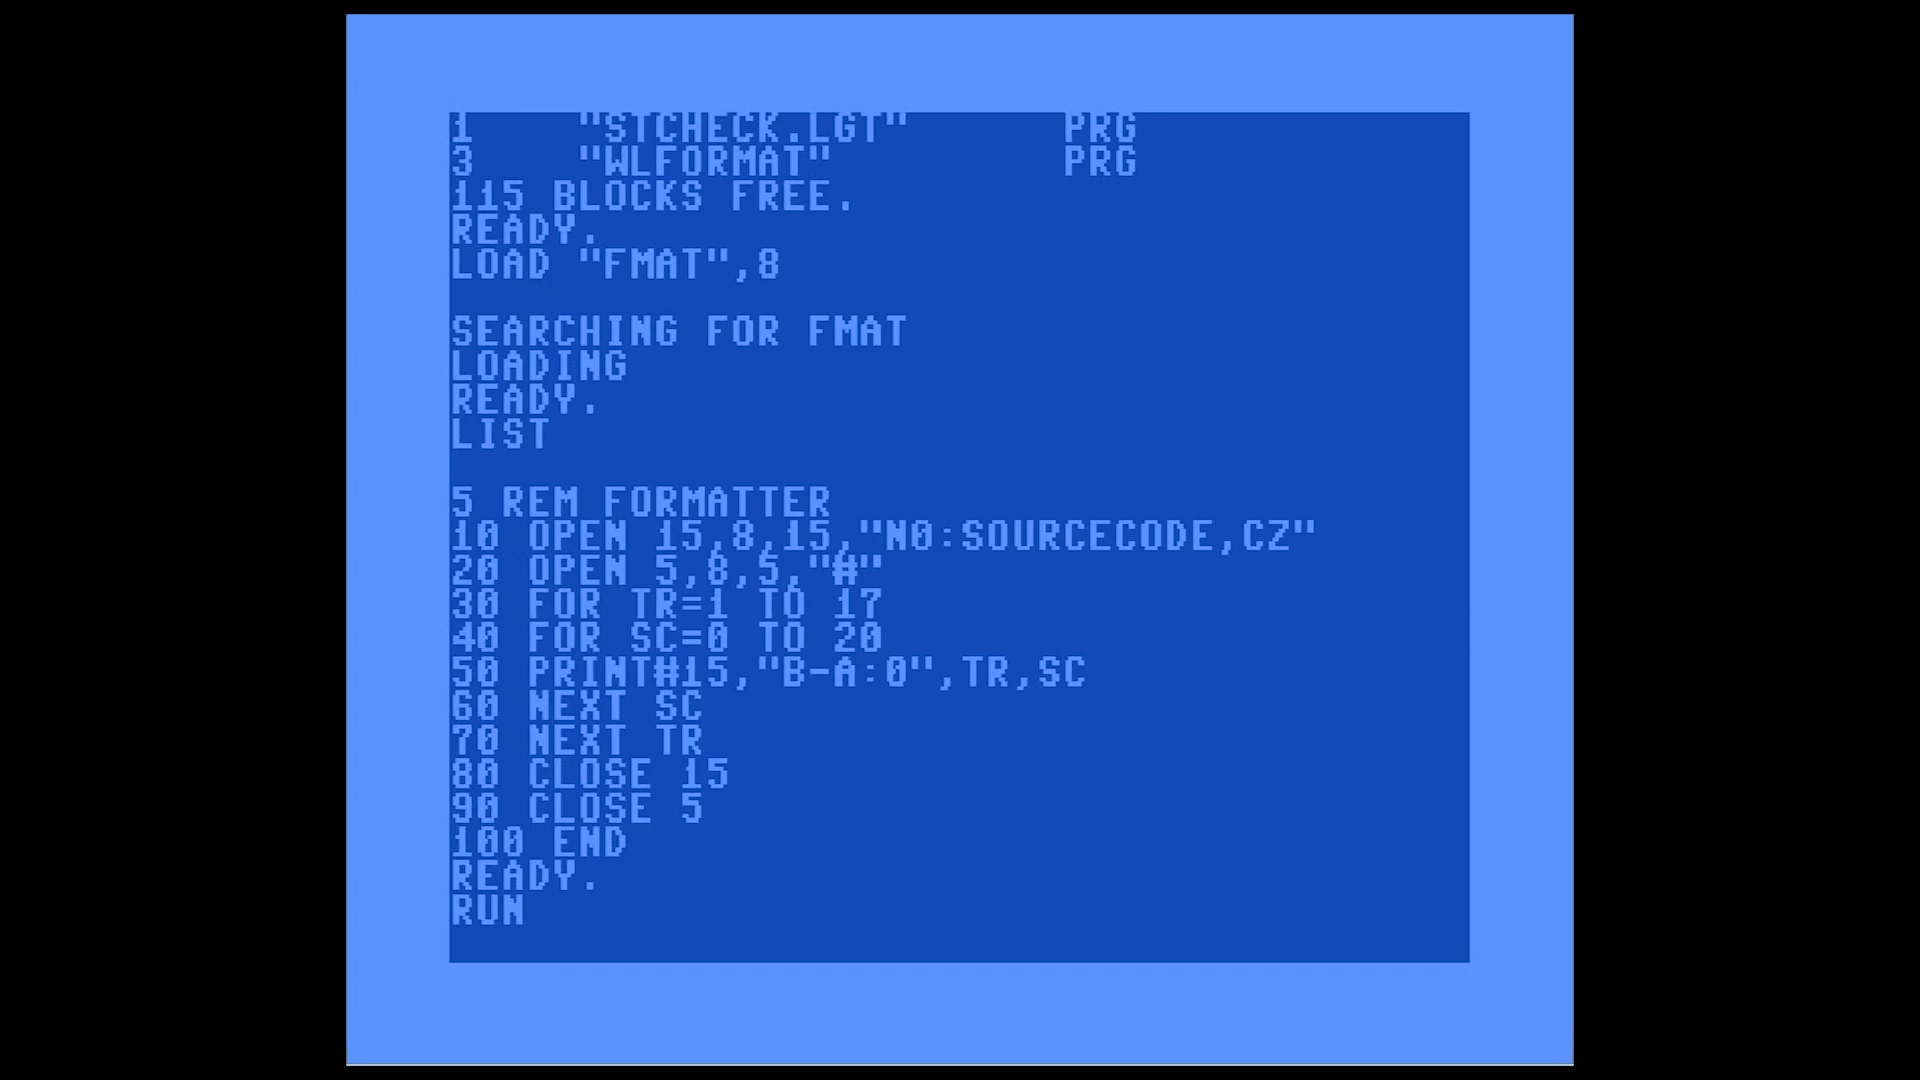 1    "STCHECK.LGT"      PRG
3    "WLFORMAT"         PRG
115 BLOCKS FREE.
READY.
LOAD "FMAT",8
SEARCHING FOR FMAT
LOADING
READY.
LIST
5 REM FORMATTER
10 OPEN 15,8,15,"N0:SOURCECODE,CZ"
20 OPEN 5,8,5,"#"
30 FOR TR=1 TO 17
40 FOR SC=0 TO 20
50 PRINT#15,"B-A:0",TR,SC
60 NEXT SC
70 NEXT TR
80 CLOSE 15
90 CLOSE 5
100 END
READY.
RUN